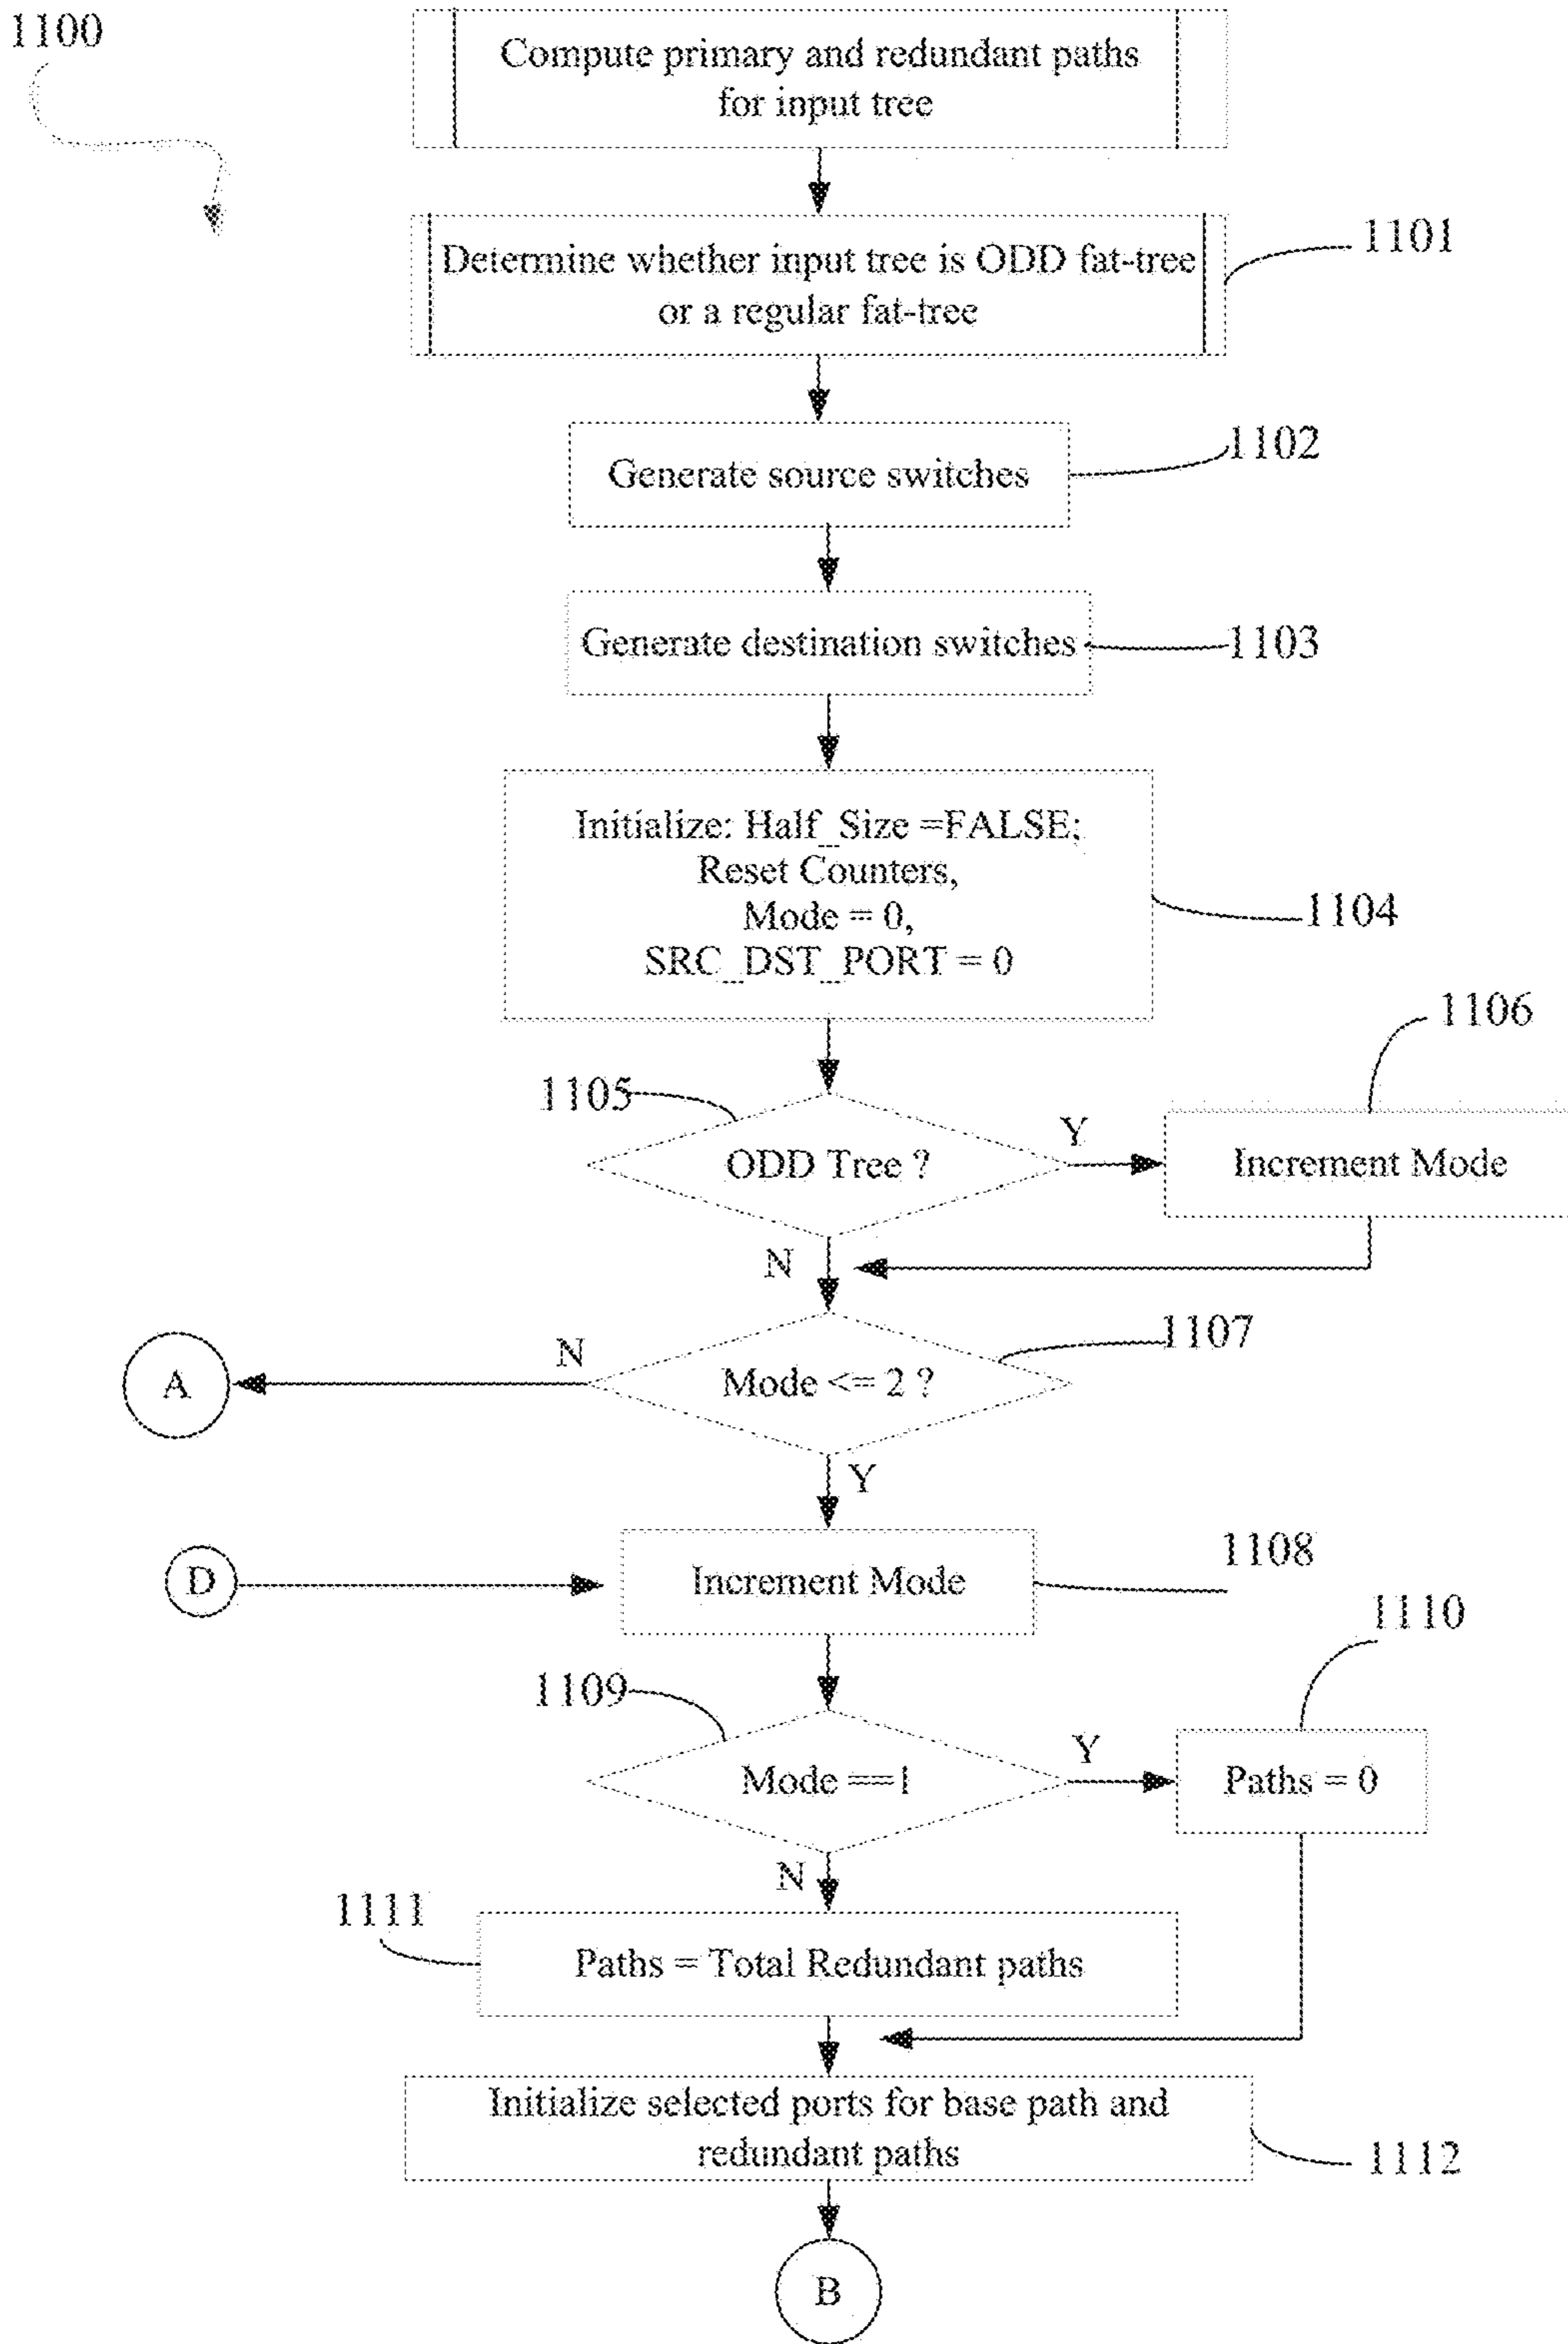 1100
Compute primary and redundant paths
for input tree
Determine whether input tree is ODD fat-tree
or a regular fat-tree
1101
Generate source switches
1102
Generate destination switches
1103
Initialize: Half_Size =FALSE;
Reset Counters,
Mode = 0,
SRC_DST_PORT = 0
1104
1106
1105
ODD Tree ?
Y
Increment Mode
N
1107
A
N
Mode <= 2 ?
Y
D
Increment Mode
1108
1110
1109
Mode ==1
Y
Paths = 0
N
1111
Paths = Total Redundant paths
Initialize selected ports for base path and
redundant paths
1112
B